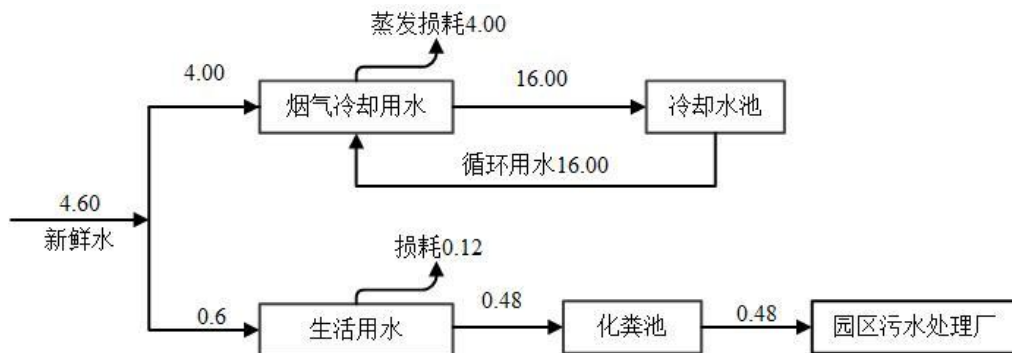 蒸发损耗4.00
4.00
烟气冷却用水
16.00
冷却水池
循环用水16.00
4.60
新鲜水
损耗0.12
0.6
生活用水
0.48
化粪池
0.48
园区污水处理厂